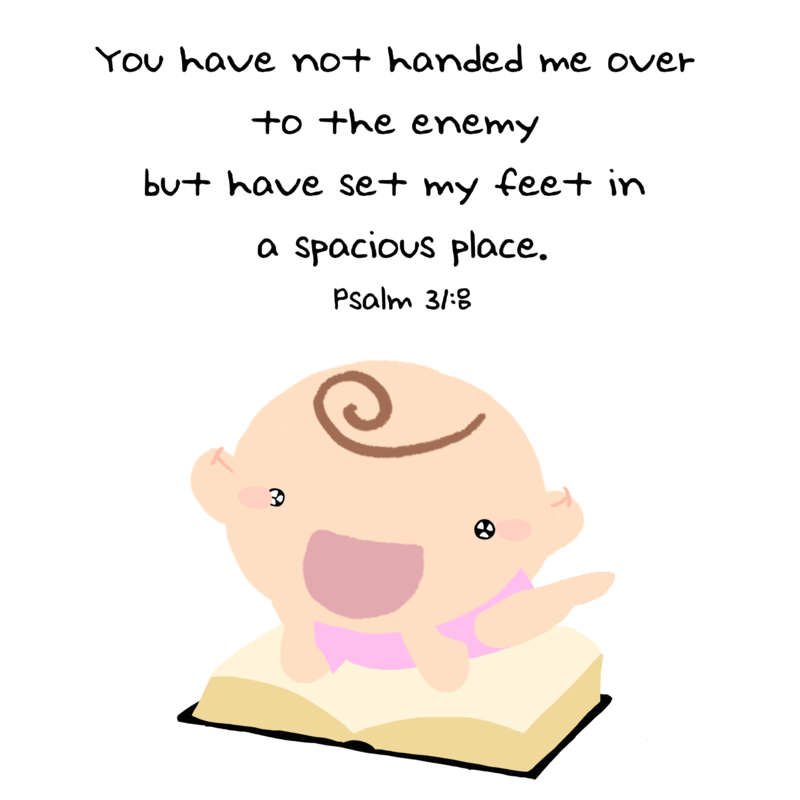 You have not handed me over
to the enemy
but have set my feet in
a spacious place.
Psalm 31:8